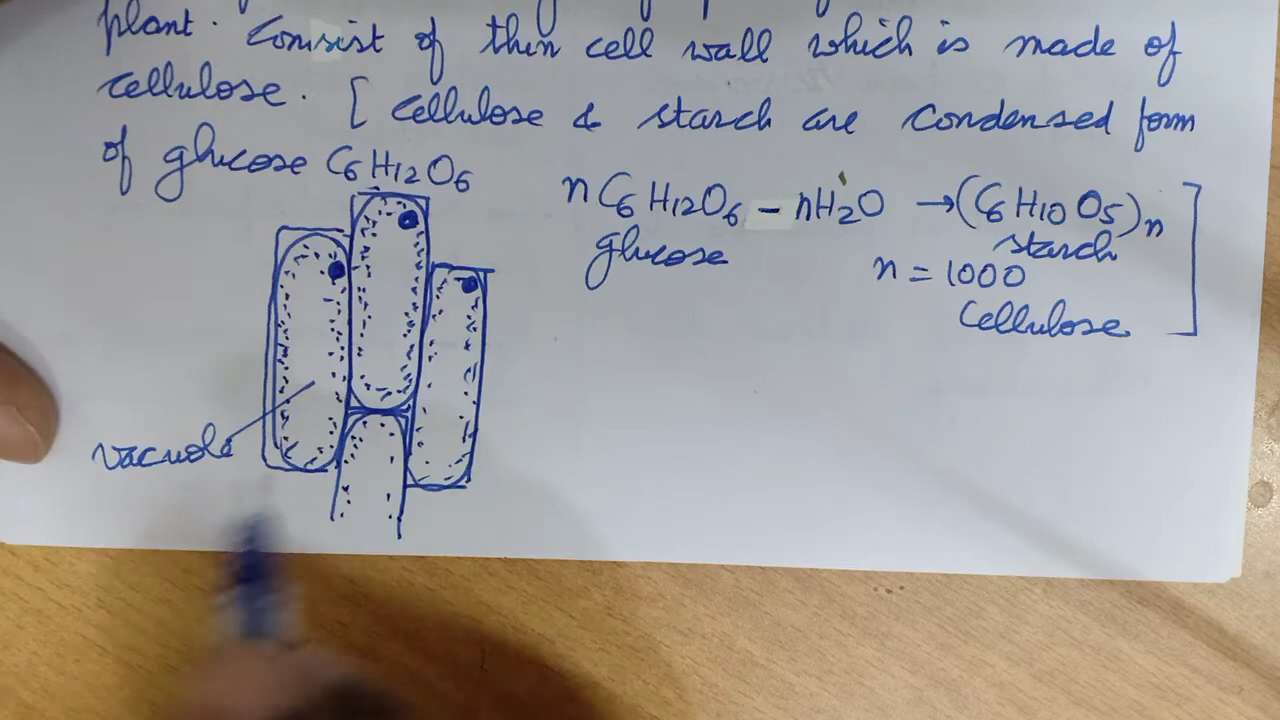 plant. Consist of thin cell wall which is made of
cellulose. [ cellulose & starch are condensed form
of glucose C6H12O6
nC6H12O6 - nH2O → (C6H10O5)n ]
glucose
starch
n = 1000
Cellulose
vacuole